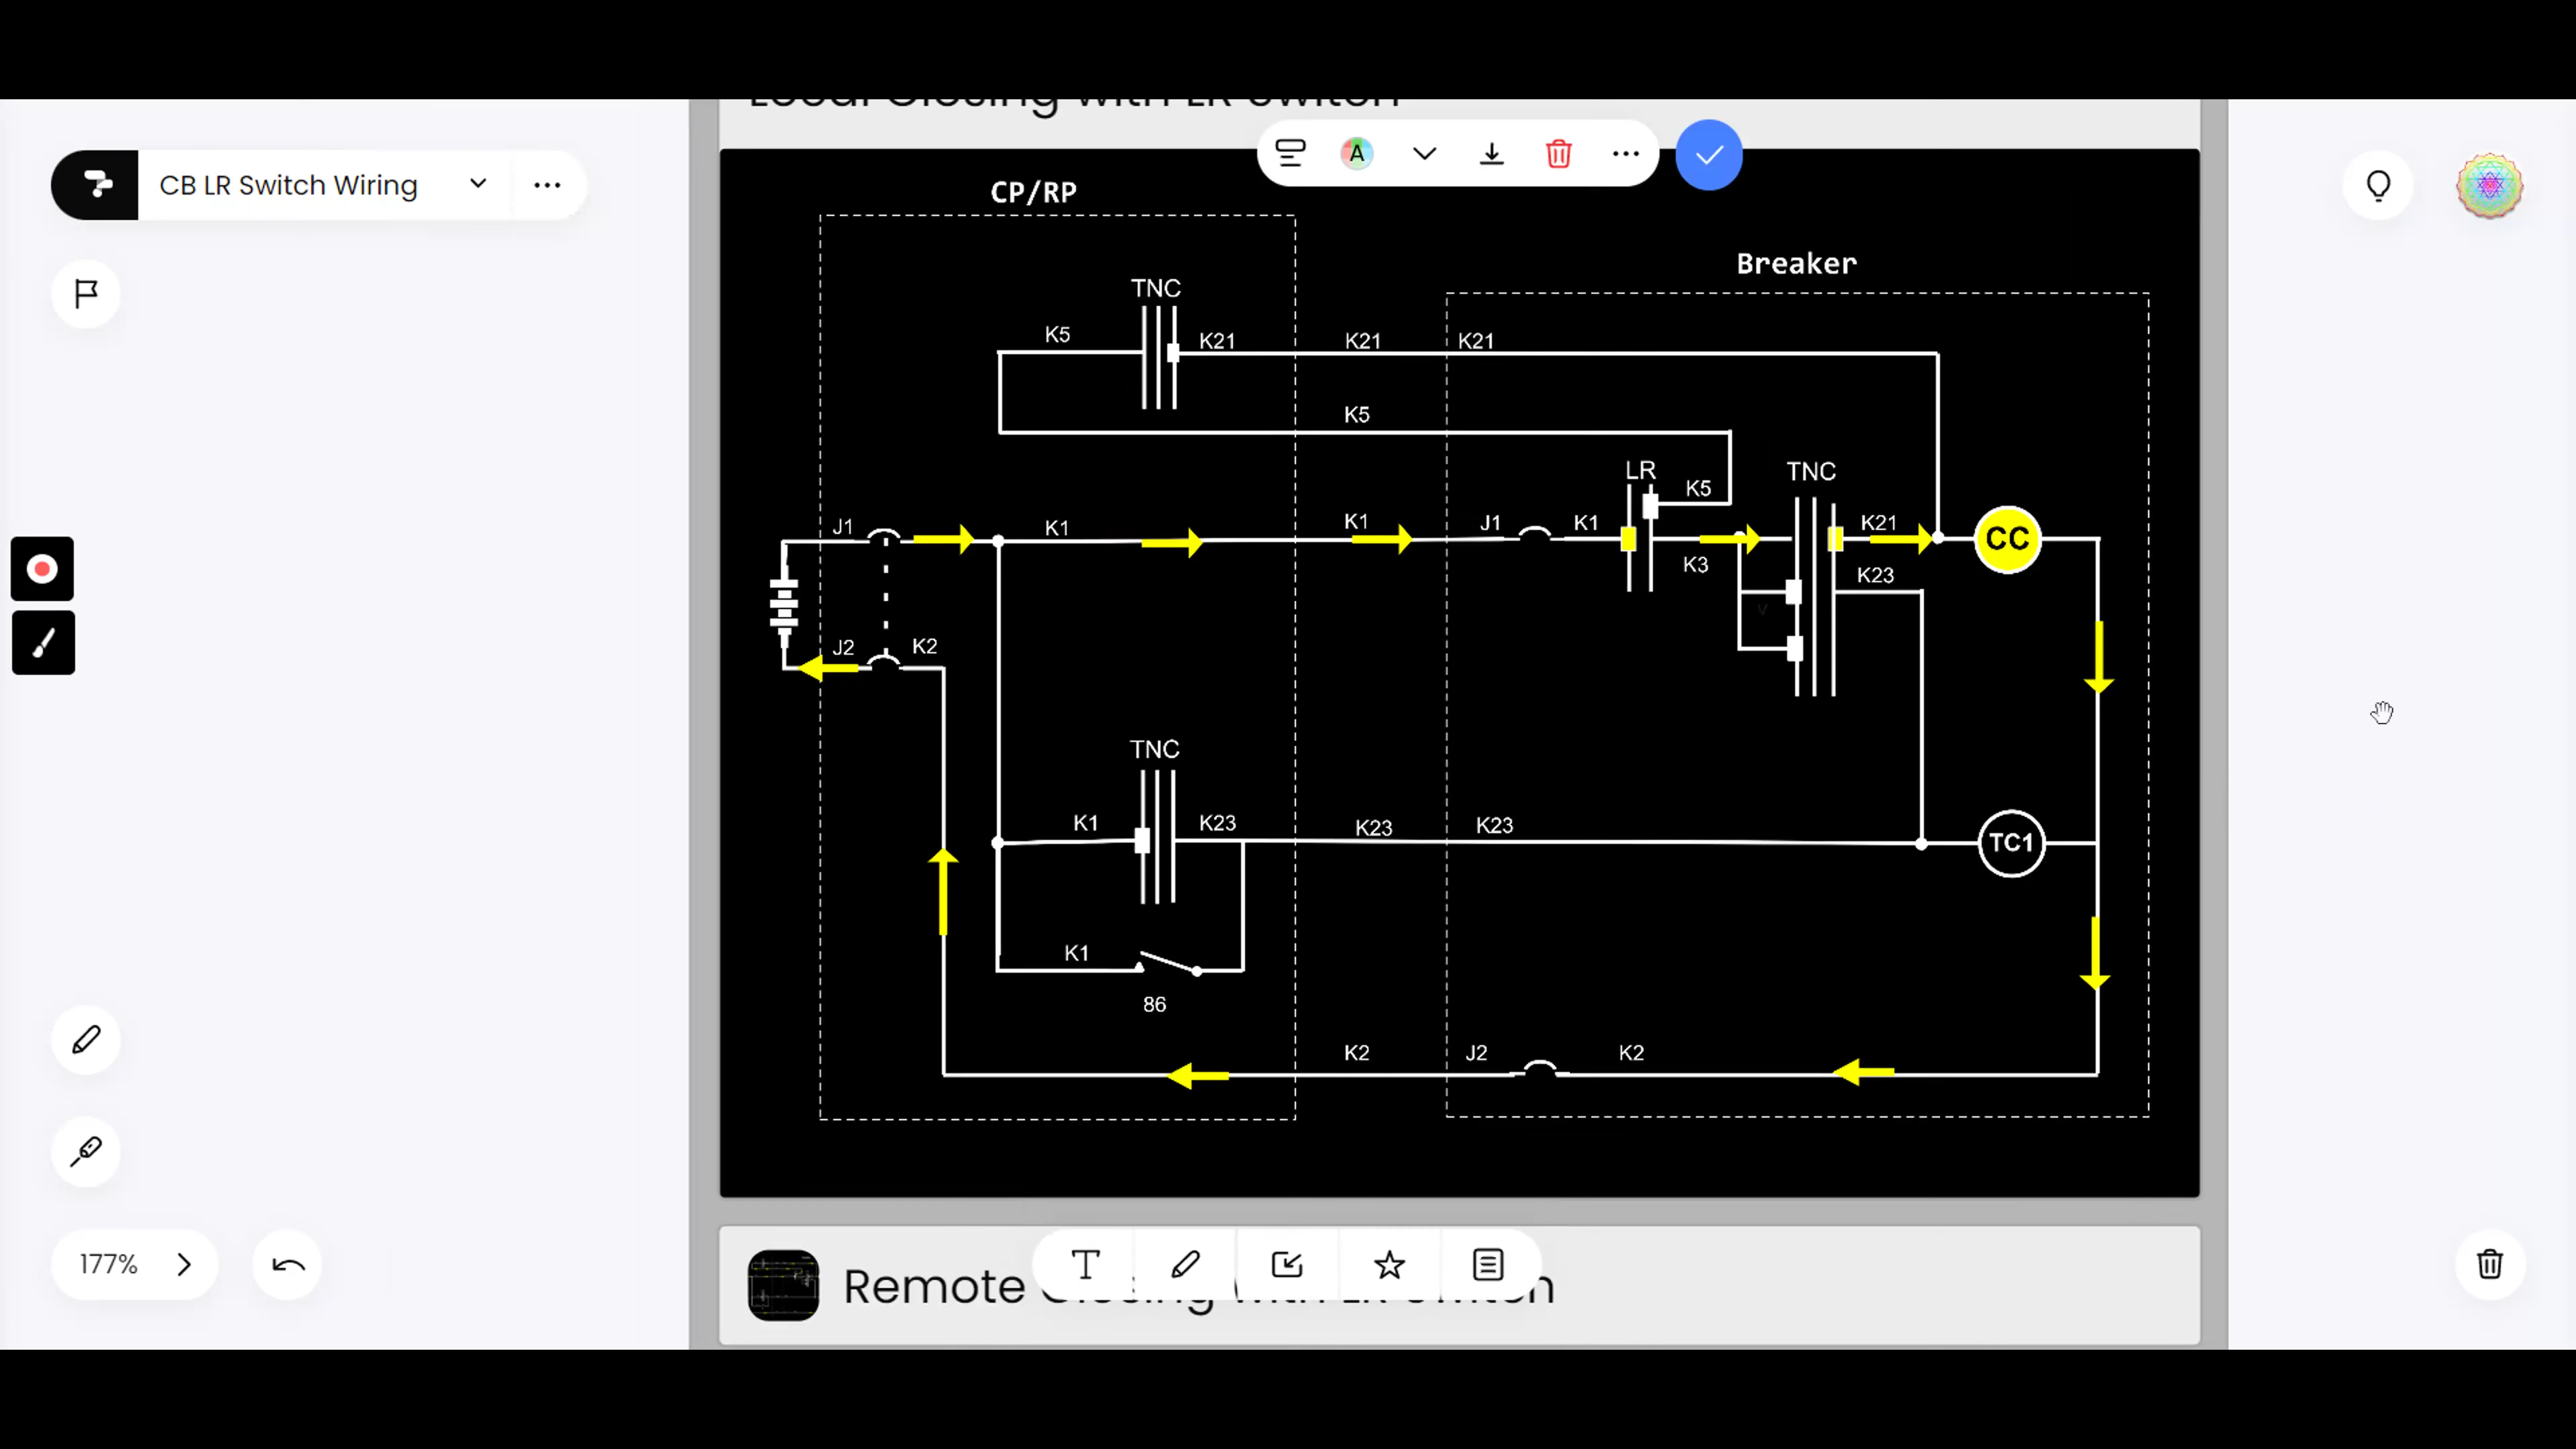 Local Closing with LR Switch
A
CB LR Switch Wiring
CP/RP
Breaker
TNC
K5
K21
K21
K21
K5
LR
TNC
K5
J1
K1
K1
J1
K1
K21
CC
K3
K23
V
J2
K2
TNC
K1
K23
K23
K23
TC1
K1
86
K2
J2
K2
177%
T
Remote Closing with LR Switch